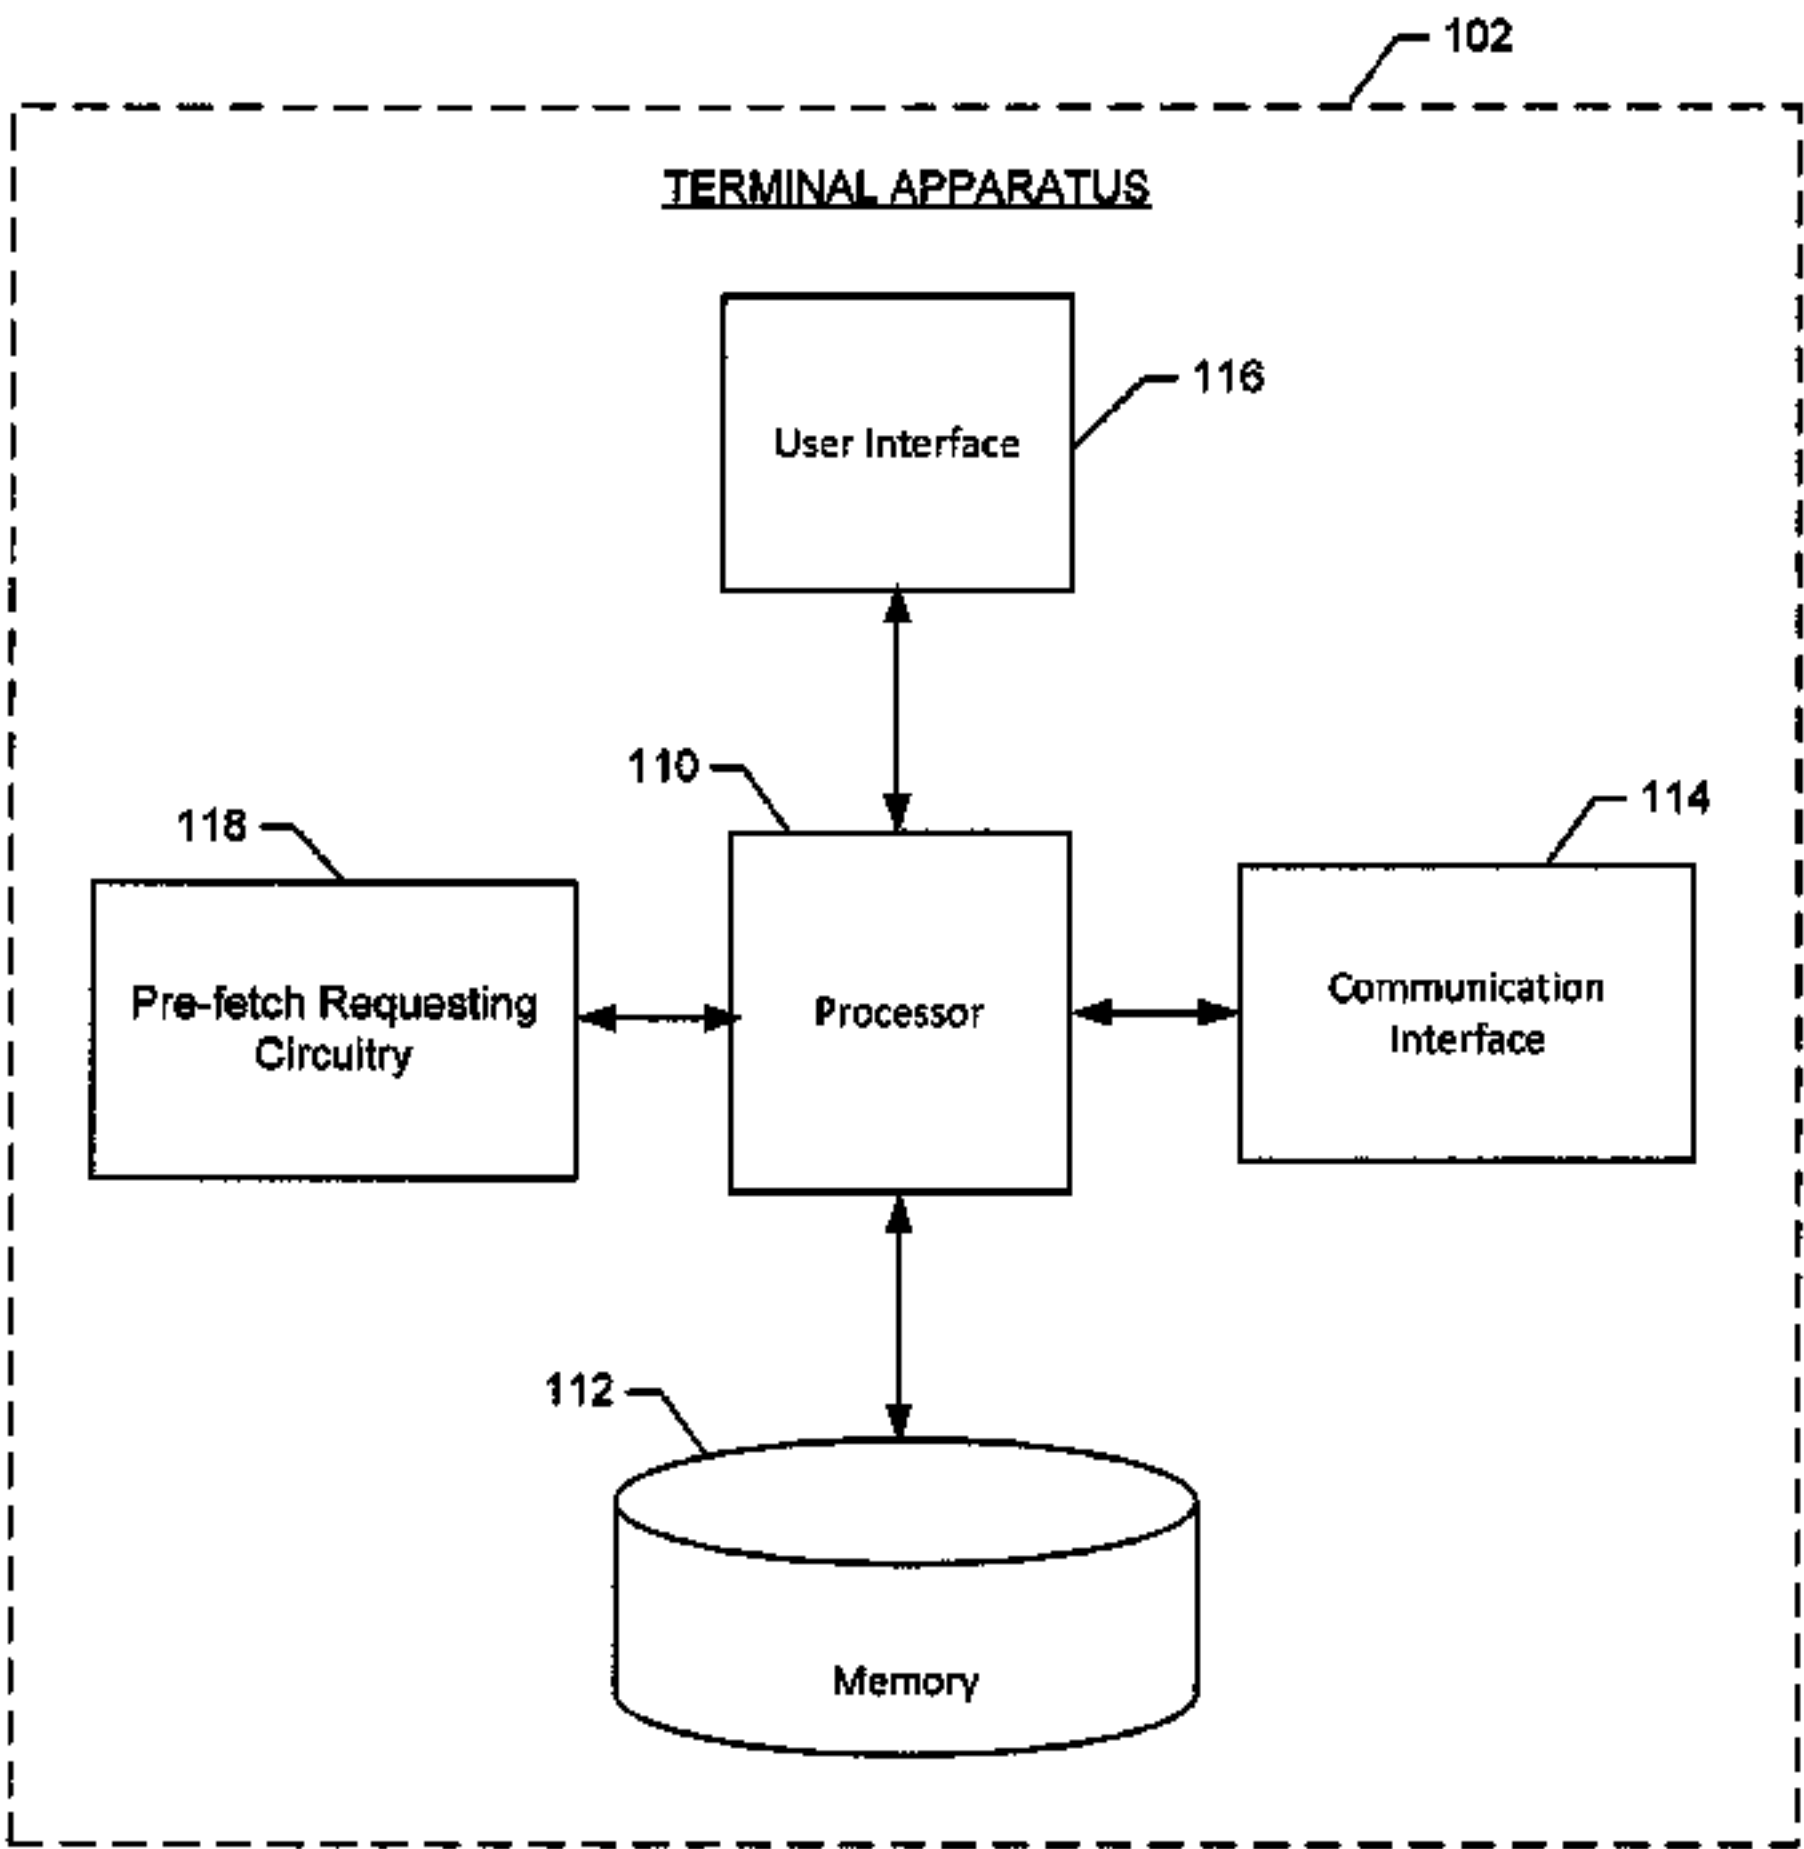 102
TERMINAL APPARATUS
116
User Interface
110
114
118
Pre-fetch Requesting
Circuitry
Processor
Communication
Interface
112
Memory